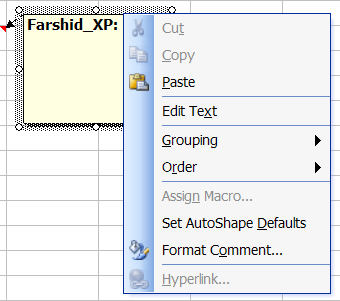 Farshid_XP:
Cut
Copy
Paste
Edit Text
Grouping
Order
Assign Macro...
Set AutoShape Defaults
Format Comment...
Hyperlink...